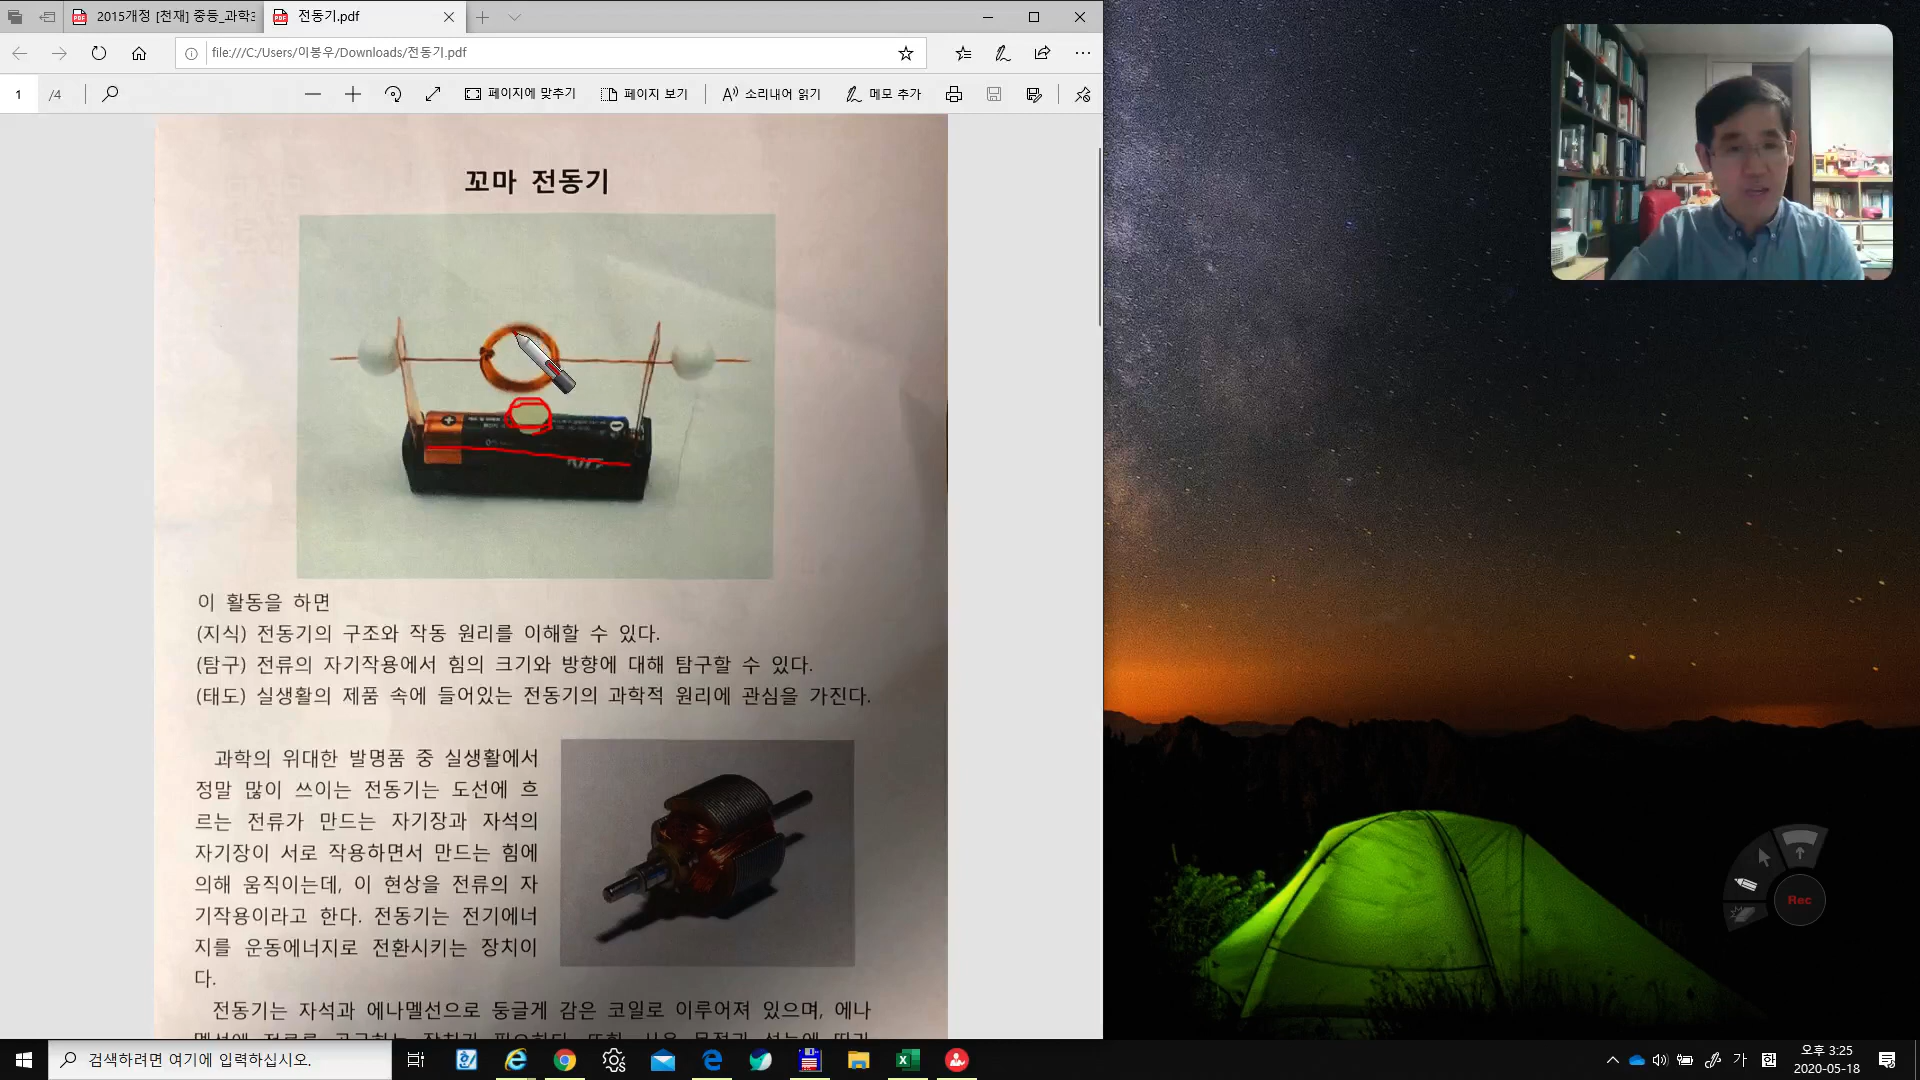 2015개정 [천재] 중등_과학3
전동기.pdf
file:///C:/Users/이봉우/Downloads/전동기.pdf
1 /4 페이지에 맞추기 페이지 보기 소리내어 읽기 메모 추가
꼬마 전동기
이 활동을 하면
(지식) 전동기의 구조와 작동 원리를 이해할 수 있다.
(탐구) 전류의 자기작용에서 힘의 크기와 방향에 대해 탐구할 수 있다.
(태도) 실생활의 제품 속에 들어있는 전동기의 과학적 원리에 관심을 가진다.
과학의 위대한 발명품 중 실생활에서
정말 많이 쓰이는 전동기는 도선에 흐
르는 전류가 만드는 자기장과 자석의
자기장이 서로 작용하면서 만드는 힘에
의해 움직이는데, 이 현상을 전류의 자
기작용이라고 한다. 전동기는 전기에너
지를 운동에너지로 전환시키는 장치이
다.
전동기는 자석과 에나멜선으로 둥글게 감은 코일로 이루어져 있으며, 에나
Rec
검색하려면 여기에 입력하십시오.
가 한
오후 3:25
2020-05-18